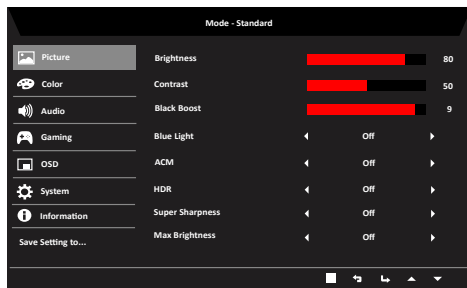 Mode - Standard
Picture
Brightness 80
Color
Contrast 50
Audio
Black Boost 9
Gaming
Blue Light Off
OSD
ACM Off
System
HDR Off
Information
Super Sharpness Off
Save Setting to...
Max Brightness Off